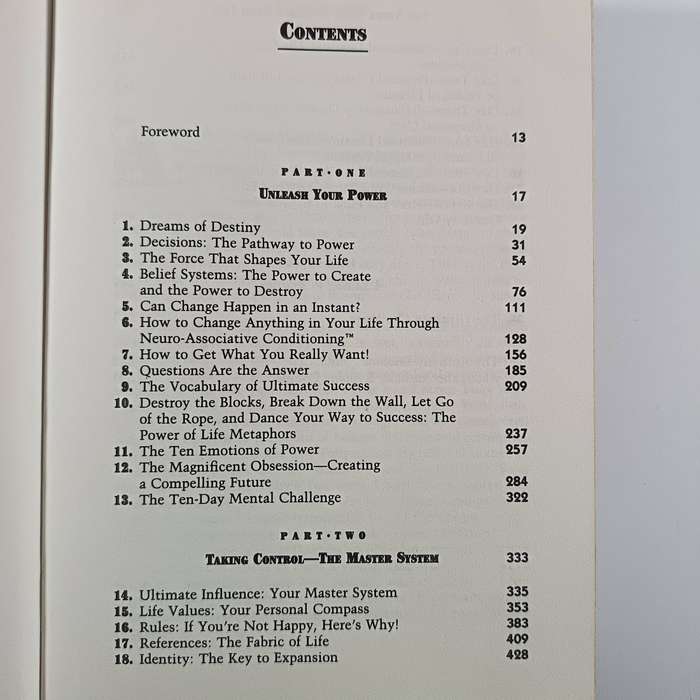 CONTENTS
Foreword 13
PART·ONE
UNLEASH YOUR POWER 17
1. Dreams of Destiny 19
2. Decisions: The Pathway to Power 31
3. The Force That Shapes Your Life 54
4. Belief Systems: The Power to Create
and the Power to Destroy 76
5. Can Change Happen in an Instant? 111
6. How to Change Anything in Your Life Through
Neuro-Associative Conditioning™ 128
7. How to Get What You Really Want! 156
8. Questions Are the Answer 185
9. The Vocabulary of Ultimate Success 209
10. Destroy the Blocks, Break Down the Wall, Let Go
of the Rope, and Dance Your Way to Success: The
Power of Life Metaphors 237
11. The Ten Emotions of Power 257
12. The Magnificent Obsession—Creating
a Compelling Future 284
13. The Ten-Day Mental Challenge 322
PART·TWO
TAKING CONTROL—THE MASTER SYSTEM 333
14. Ultimate Influence: Your Master System 335
15. Life Values: Your Personal Compass 353
16. Rules: If You're Not Happy, Here's Why! 383
17. References: The Fabric of Life 409
18. Identity: The Key to Expansion 428